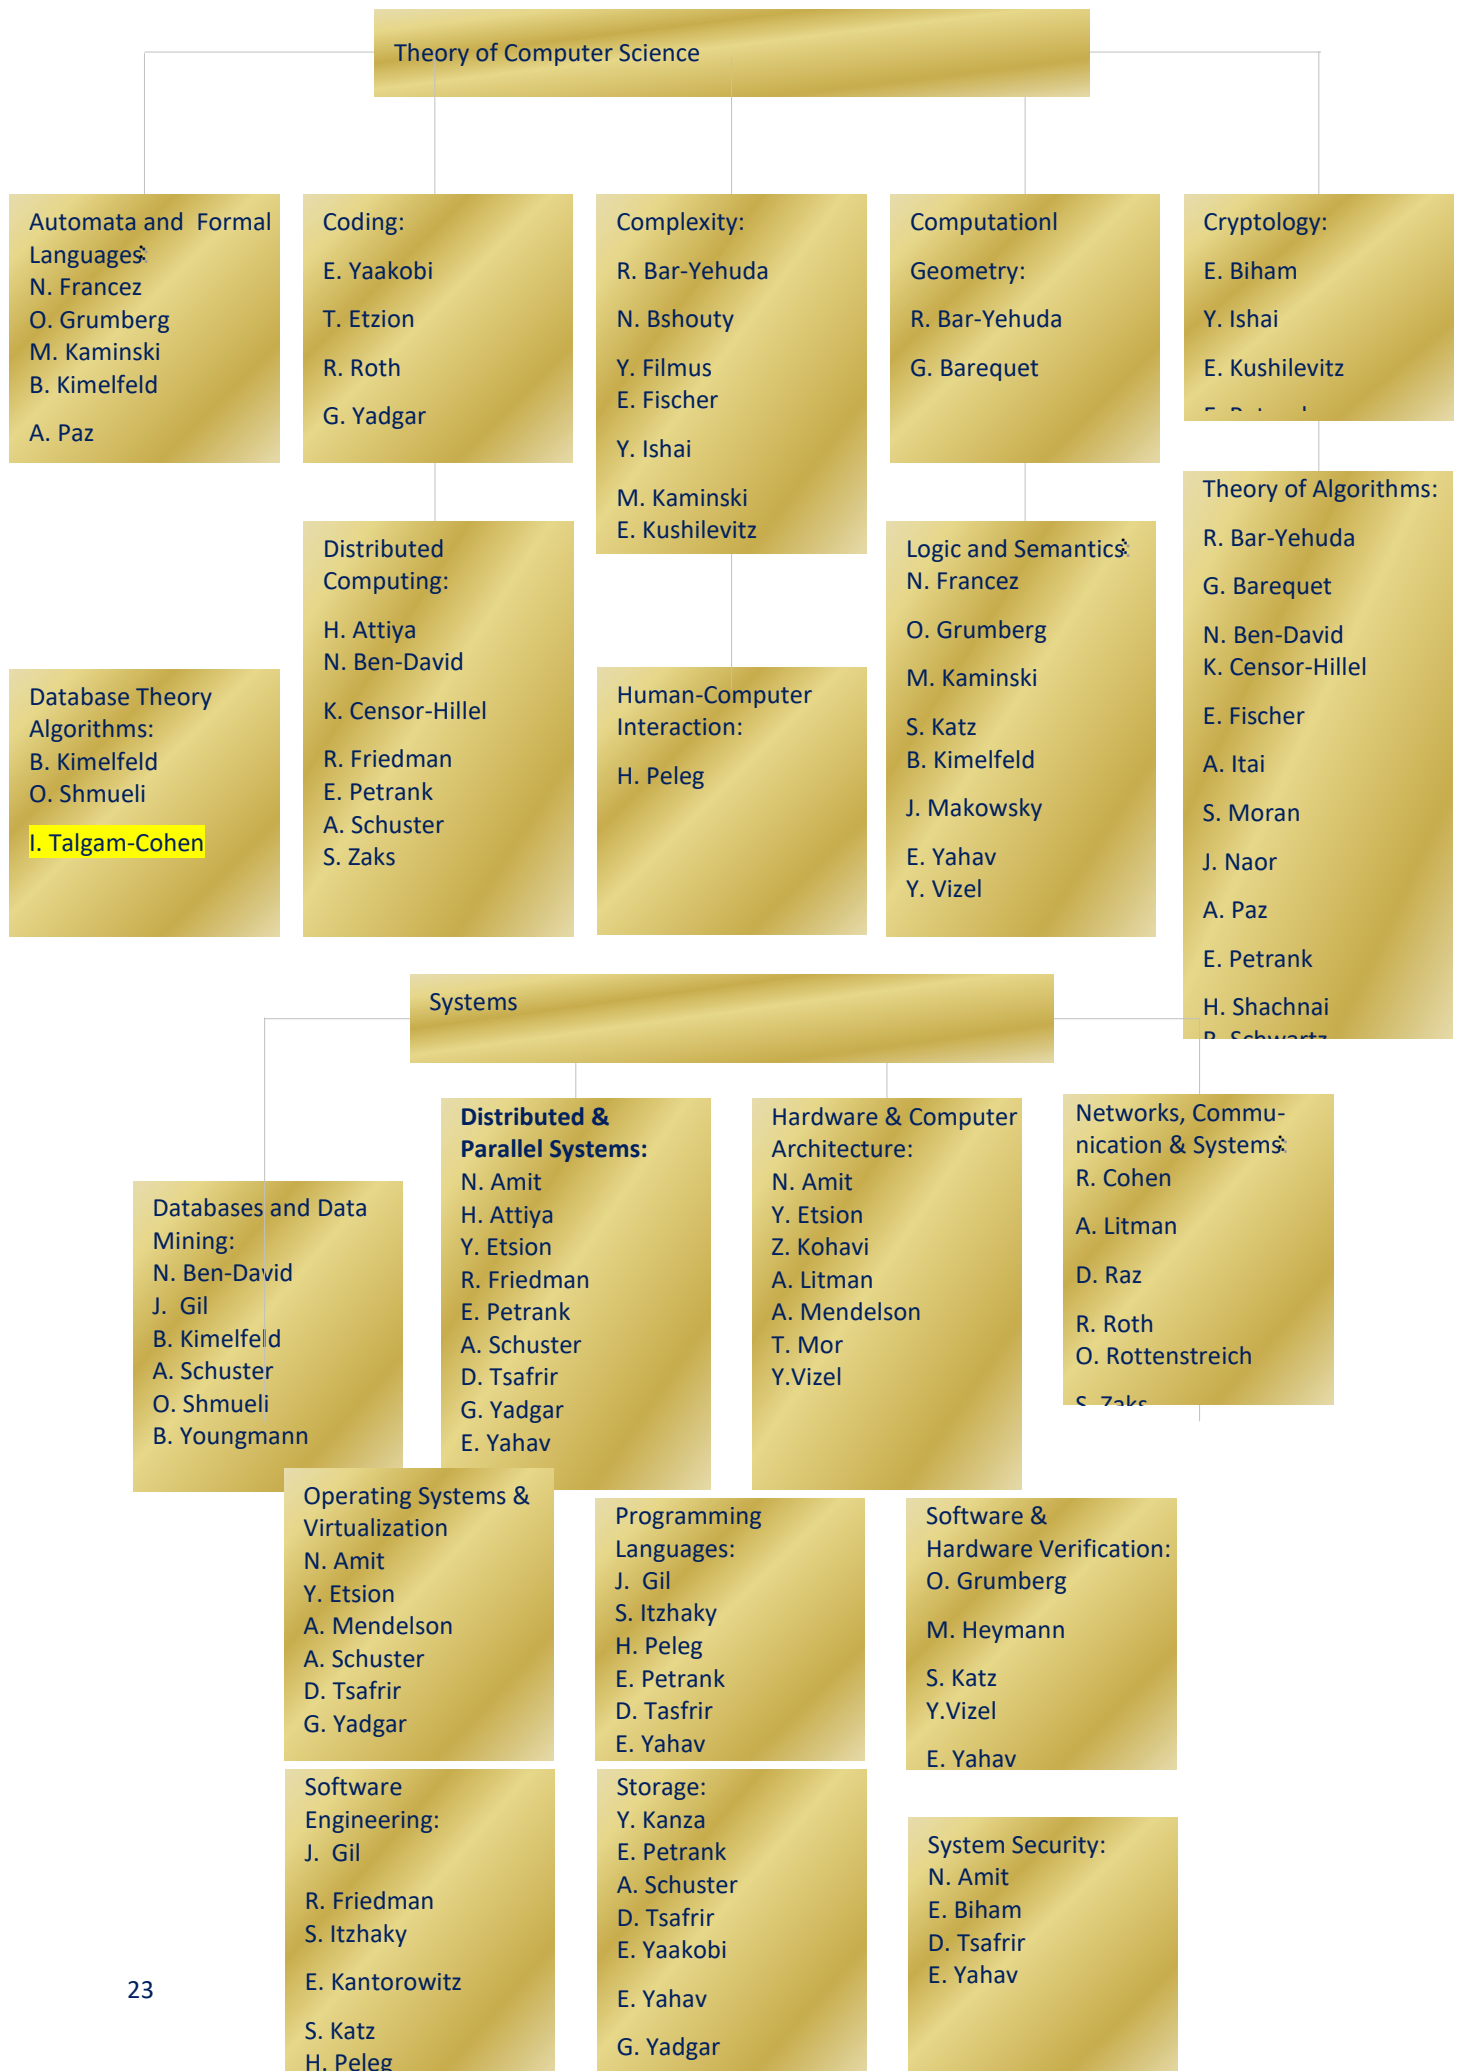 Theory of Computer Science
Automata and  Formal
Languages:
N. Francez
O. Grumberg
M. Kaminski
B. Kimelfeld
A. Paz
Coding:
E. Yaakobi
T. Etzion
R. Roth
G. Yadgar
Complexity:
R. Bar-Yehuda
N. Bshouty
Y. Filmus
E. Fischer
Y. Ishai
M. Kaminski
E. Kushilevitz
Computationl
Geometry:
R. Bar-Yehuda
G. Barequet
Cryptology:
E. Biham
Y. Ishai
E. Kushilevitz
Database Theory
Algorithms:
B. Kimelfeld
O. Shmueli
I. Talgam-Cohen
Distributed
Computing:
H. Attiya
N. Ben-David
K. Censor-Hillel
R. Friedman
E. Petrank
A. Schuster
S. Zaks
Human-Computer
Interaction:
H. Peleg
Logic and Semantics:
N. Francez
O. Grumberg
M. Kaminski
S. Katz
B. Kimelfeld
J. Makowsky
E. Yahav
Y. Vizel
Theory of Algorithms:
R. Bar-Yehuda
G. Barequet
N. Ben-David
K. Censor-Hillel
E. Fischer
A. Itai
S. Moran
J. Naor
A. Paz
E. Petrank
H. Shachnai
R. Schwartz
Systems
Databases and Data
Mining:
N. Ben-David
J.  Gil
B. Kimelfeld
A. Schuster
O. Shmueli
B. Youngmann
Distributed &
Parallel Systems:
N. Amit
H. Attiya
Y. Etsion
R. Friedman
E. Petrank
A. Schuster
D. Tsafrir
G. Yadgar
E. Yahav
Hardware & Computer
Architecture:
N. Amit
Y. Etsion
Z. Kohavi
A. Litman
A. Mendelson
T. Mor
Y.Vizel
Networks, Commu-
nication & Systems:
R. Cohen
A. Litman
D. Raz
R. Roth
O. Rottenstreich
S. Zaks
Operating Systems &
Virtualization
N. Amit
Y. Etsion
A. Mendelson
A. Schuster
D. Tsafrir
G. Yadgar
Programming
Languages:
J.  Gil
S. Itzhaky
H. Peleg
E. Petrank
D. Tasfrir
E. Yahav
Software &
Hardware Verification:
O. Grumberg
M. Heymann
S. Katz
Y.Vizel
E. Yahav
Software
Engineering:
J.  Gil
R. Friedman
S. Itzhaky
E. Kantorowitz
S. Katz
H. Peleg
Storage:
Y. Kanza
E. Petrank
A. Schuster
D. Tsafrir
E. Yaakobi
E. Yahav
G. Yadgar
System Security:
N. Amit
E. Biham
D. Tsafrir
E. Yahav
23